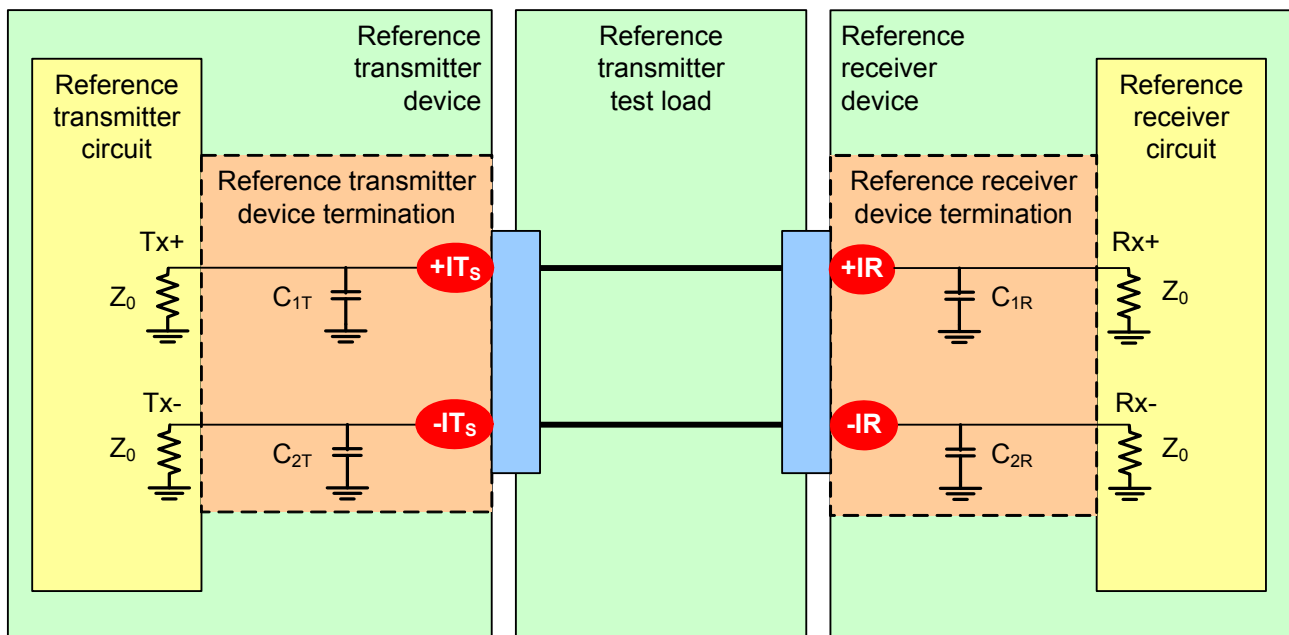 Reference
transmitter
device
Reference
transmitter
test load
Reference
receiver
device
Reference
transmitter
circuit
Reference
receiver
circuit
Reference transmitter
device termination
Reference receiver
device termination
Tx+
Z0
C1T
+ITS
+IR
C1R
Rx+
Z0
Tx-
Z0
C2T
-ITS
-IR
C2R
Rx-
Z0